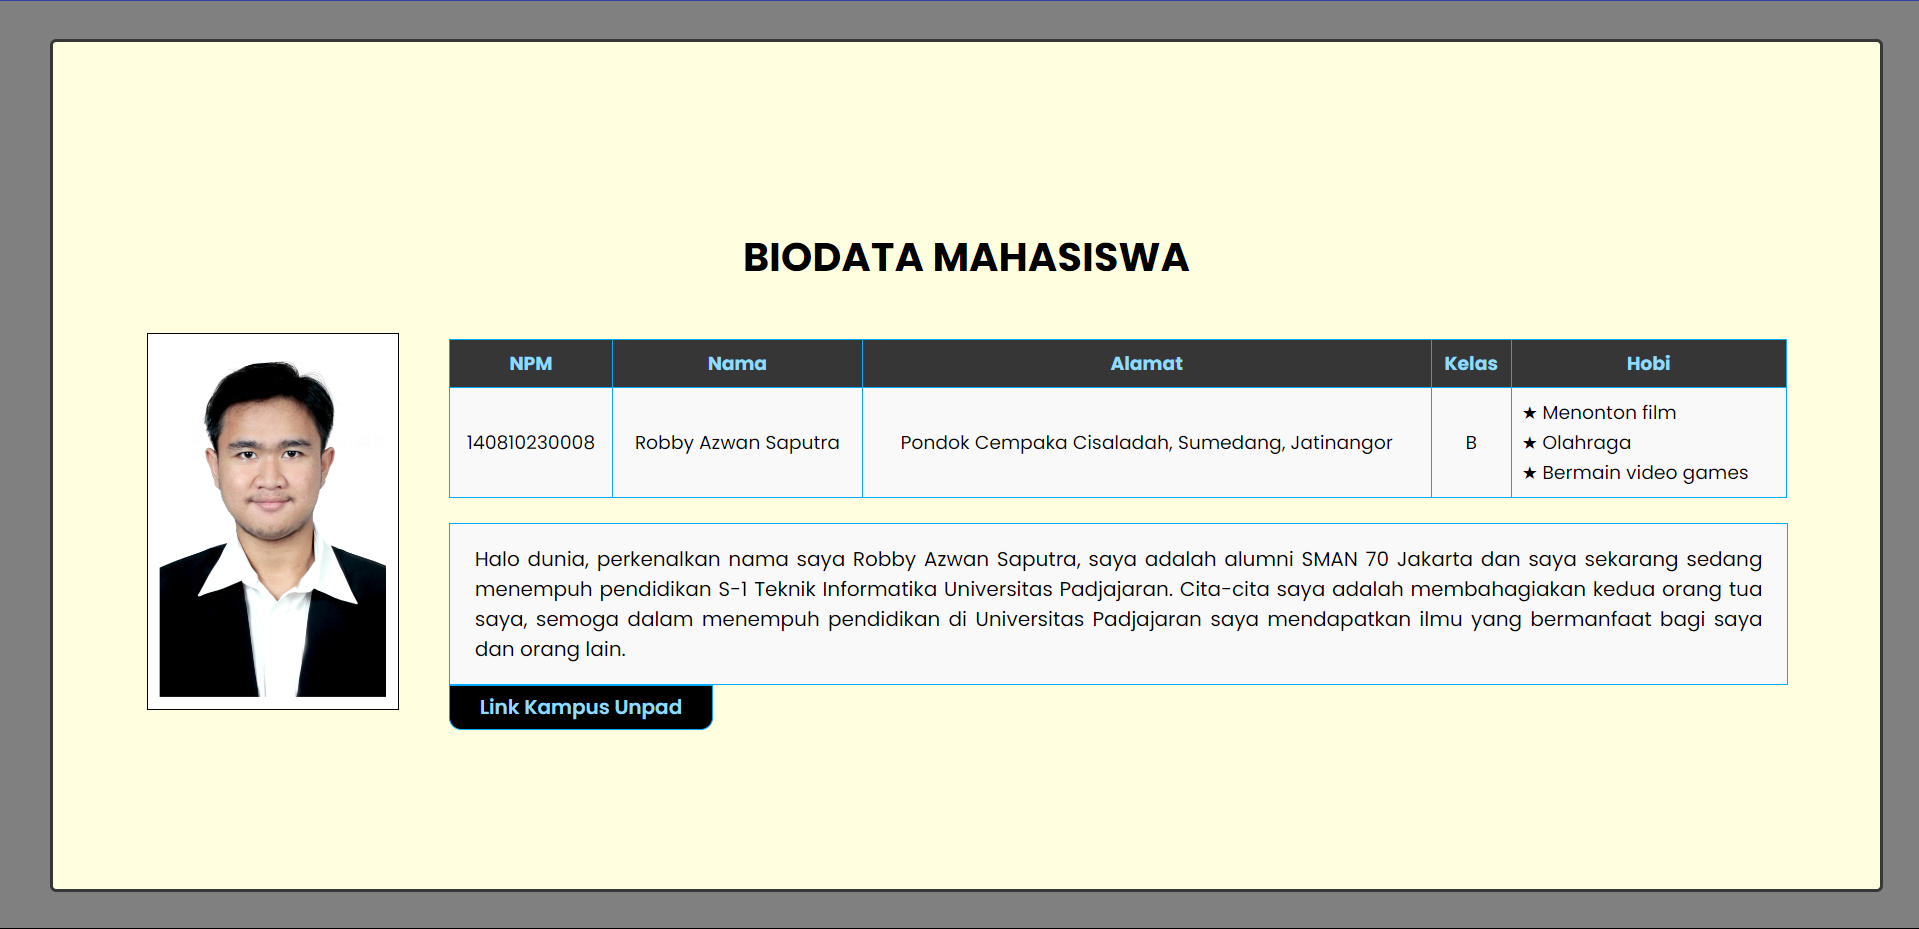 BIODATA MAHASISWA
NPM Nama Alamat Kelas Hobi
140810230008 Robby Azwan Saputra Pondok Cempaka Cisaladah, Sumedang, Jatinangor B
★ Menonton film
★ Olahraga
★ Bermain video games
Halo dunia, perkenalkan nama saya Robby Azwan Saputra, saya adalah alumni SMAN 70 Jakarta dan saya sekarang sedang
menempuh pendidikan S-1 Teknik Informatika Universitas Padjajaran. Cita-cita saya adalah membahagiakan kedua orang tua
saya, semoga dalam menempuh pendidikan di Universitas Padjajaran saya mendapatkan ilmu yang bermanfaat bagi saya
dan orang lain.
Link Kampus Unpad